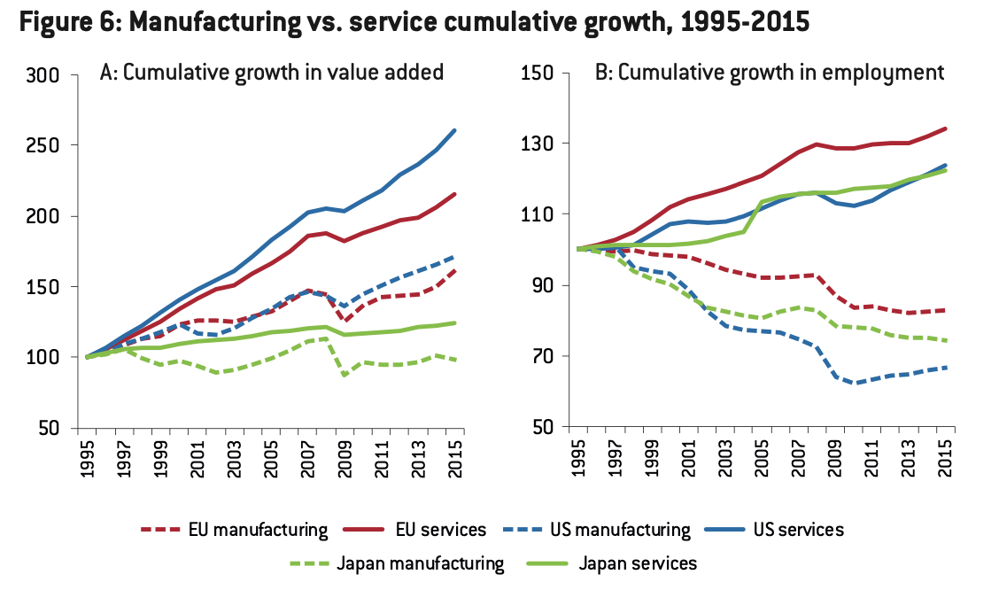 Figure 6: Manufacturing vs. service cumulative growth, 1995-2015
A: Cumulative growth in value added
300
250
200
150
100
50
1995 1997 1999 2001 2003 2005 2007 2009 2011 2013 2015
B: Cumulative growth in employment
150
130
110
90
70
50
1995 1997 1999 2001 2003 2005 2007 2009 2011 2013 2015
EU manufacturing EU services US manufacturing US services
Japan manufacturing Japan services